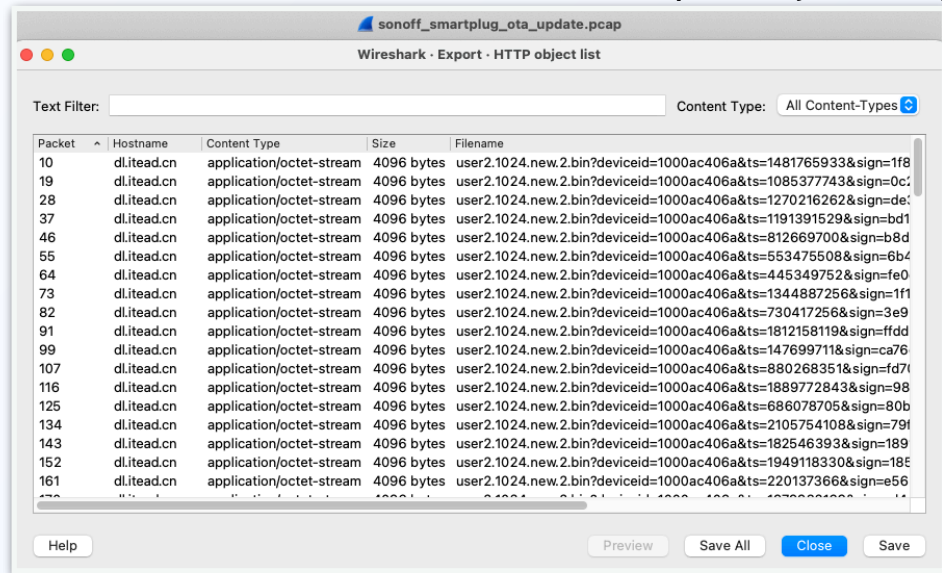 sonoff_smartplug_ota_update.pcap
Wireshark · Export · HTTP object list
Text Filter: Content Type: All Content-Types
Packet Hostname Content Type Size Filename
10 dl.itead.cn application/octet-stream 4096 bytes user2.1024.new.2.bin?deviceid=1000ac406a&ts=1481765933&sign=1f8
19 dl.itead.cn application/octet-stream 4096 bytes user2.1024.new.2.bin?deviceid=1000ac406a&ts=1085377743&sign=0c2
28 dl.itead.cn application/octet-stream 4096 bytes user2.1024.new.2.bin?deviceid=1000ac406a&ts=1270216262&sign=de3
37 dl.itead.cn application/octet-stream 4096 bytes user2.1024.new.2.bin?deviceid=1000ac406a&ts=1191391529&sign=bd1
46 dl.itead.cn application/octet-stream 4096 bytes user2.1024.new.2.bin?deviceid=1000ac406a&ts=812669700&sign=b8d
55 dl.itead.cn application/octet-stream 4096 bytes user2.1024.new.2.bin?deviceid=1000ac406a&ts=553475508&sign=6b4
64 dl.itead.cn application/octet-stream 4096 bytes user2.1024.new.2.bin?deviceid=1000ac406a&ts=445349752&sign=fe0
73 dl.itead.cn application/octet-stream 4096 bytes user2.1024.new.2.bin?deviceid=1000ac406a&ts=1344887256&sign=1f1
82 dl.itead.cn application/octet-stream 4096 bytes user2.1024.new.2.bin?deviceid=1000ac406a&ts=730417256&sign=3e9
91 dl.itead.cn application/octet-stream 4096 bytes user2.1024.new.2.bin?deviceid=1000ac406a&ts=1812158119&sign=ffdd
99 dl.itead.cn application/octet-stream 4096 bytes user2.1024.new.2.bin?deviceid=1000ac406a&ts=147699711&sign=ca76
107 dl.itead.cn application/octet-stream 4096 bytes user2.1024.new.2.bin?deviceid=1000ac406a&ts=880268351&sign=fd70
116 dl.itead.cn application/octet-stream 4096 bytes user2.1024.new.2.bin?deviceid=1000ac406a&ts=1889772843&sign=98
125 dl.itead.cn application/octet-stream 4096 bytes user2.1024.new.2.bin?deviceid=1000ac406a&ts=686078705&sign=80b
134 dl.itead.cn application/octet-stream 4096 bytes user2.1024.new.2.bin?deviceid=1000ac406a&ts=2105754108&sign=79f
143 dl.itead.cn application/octet-stream 4096 bytes user2.1024.new.2.bin?deviceid=1000ac406a&ts=182546393&sign=189
152 dl.itead.cn application/octet-stream 4096 bytes user2.1024.new.2.bin?deviceid=1000ac406a&ts=1949118330&sign=185
161 dl.itead.cn application/octet-stream 4096 bytes user2.1024.new.2.bin?deviceid=1000ac406a&ts=220137366&sign=e56
Help Preview Save All Close Save